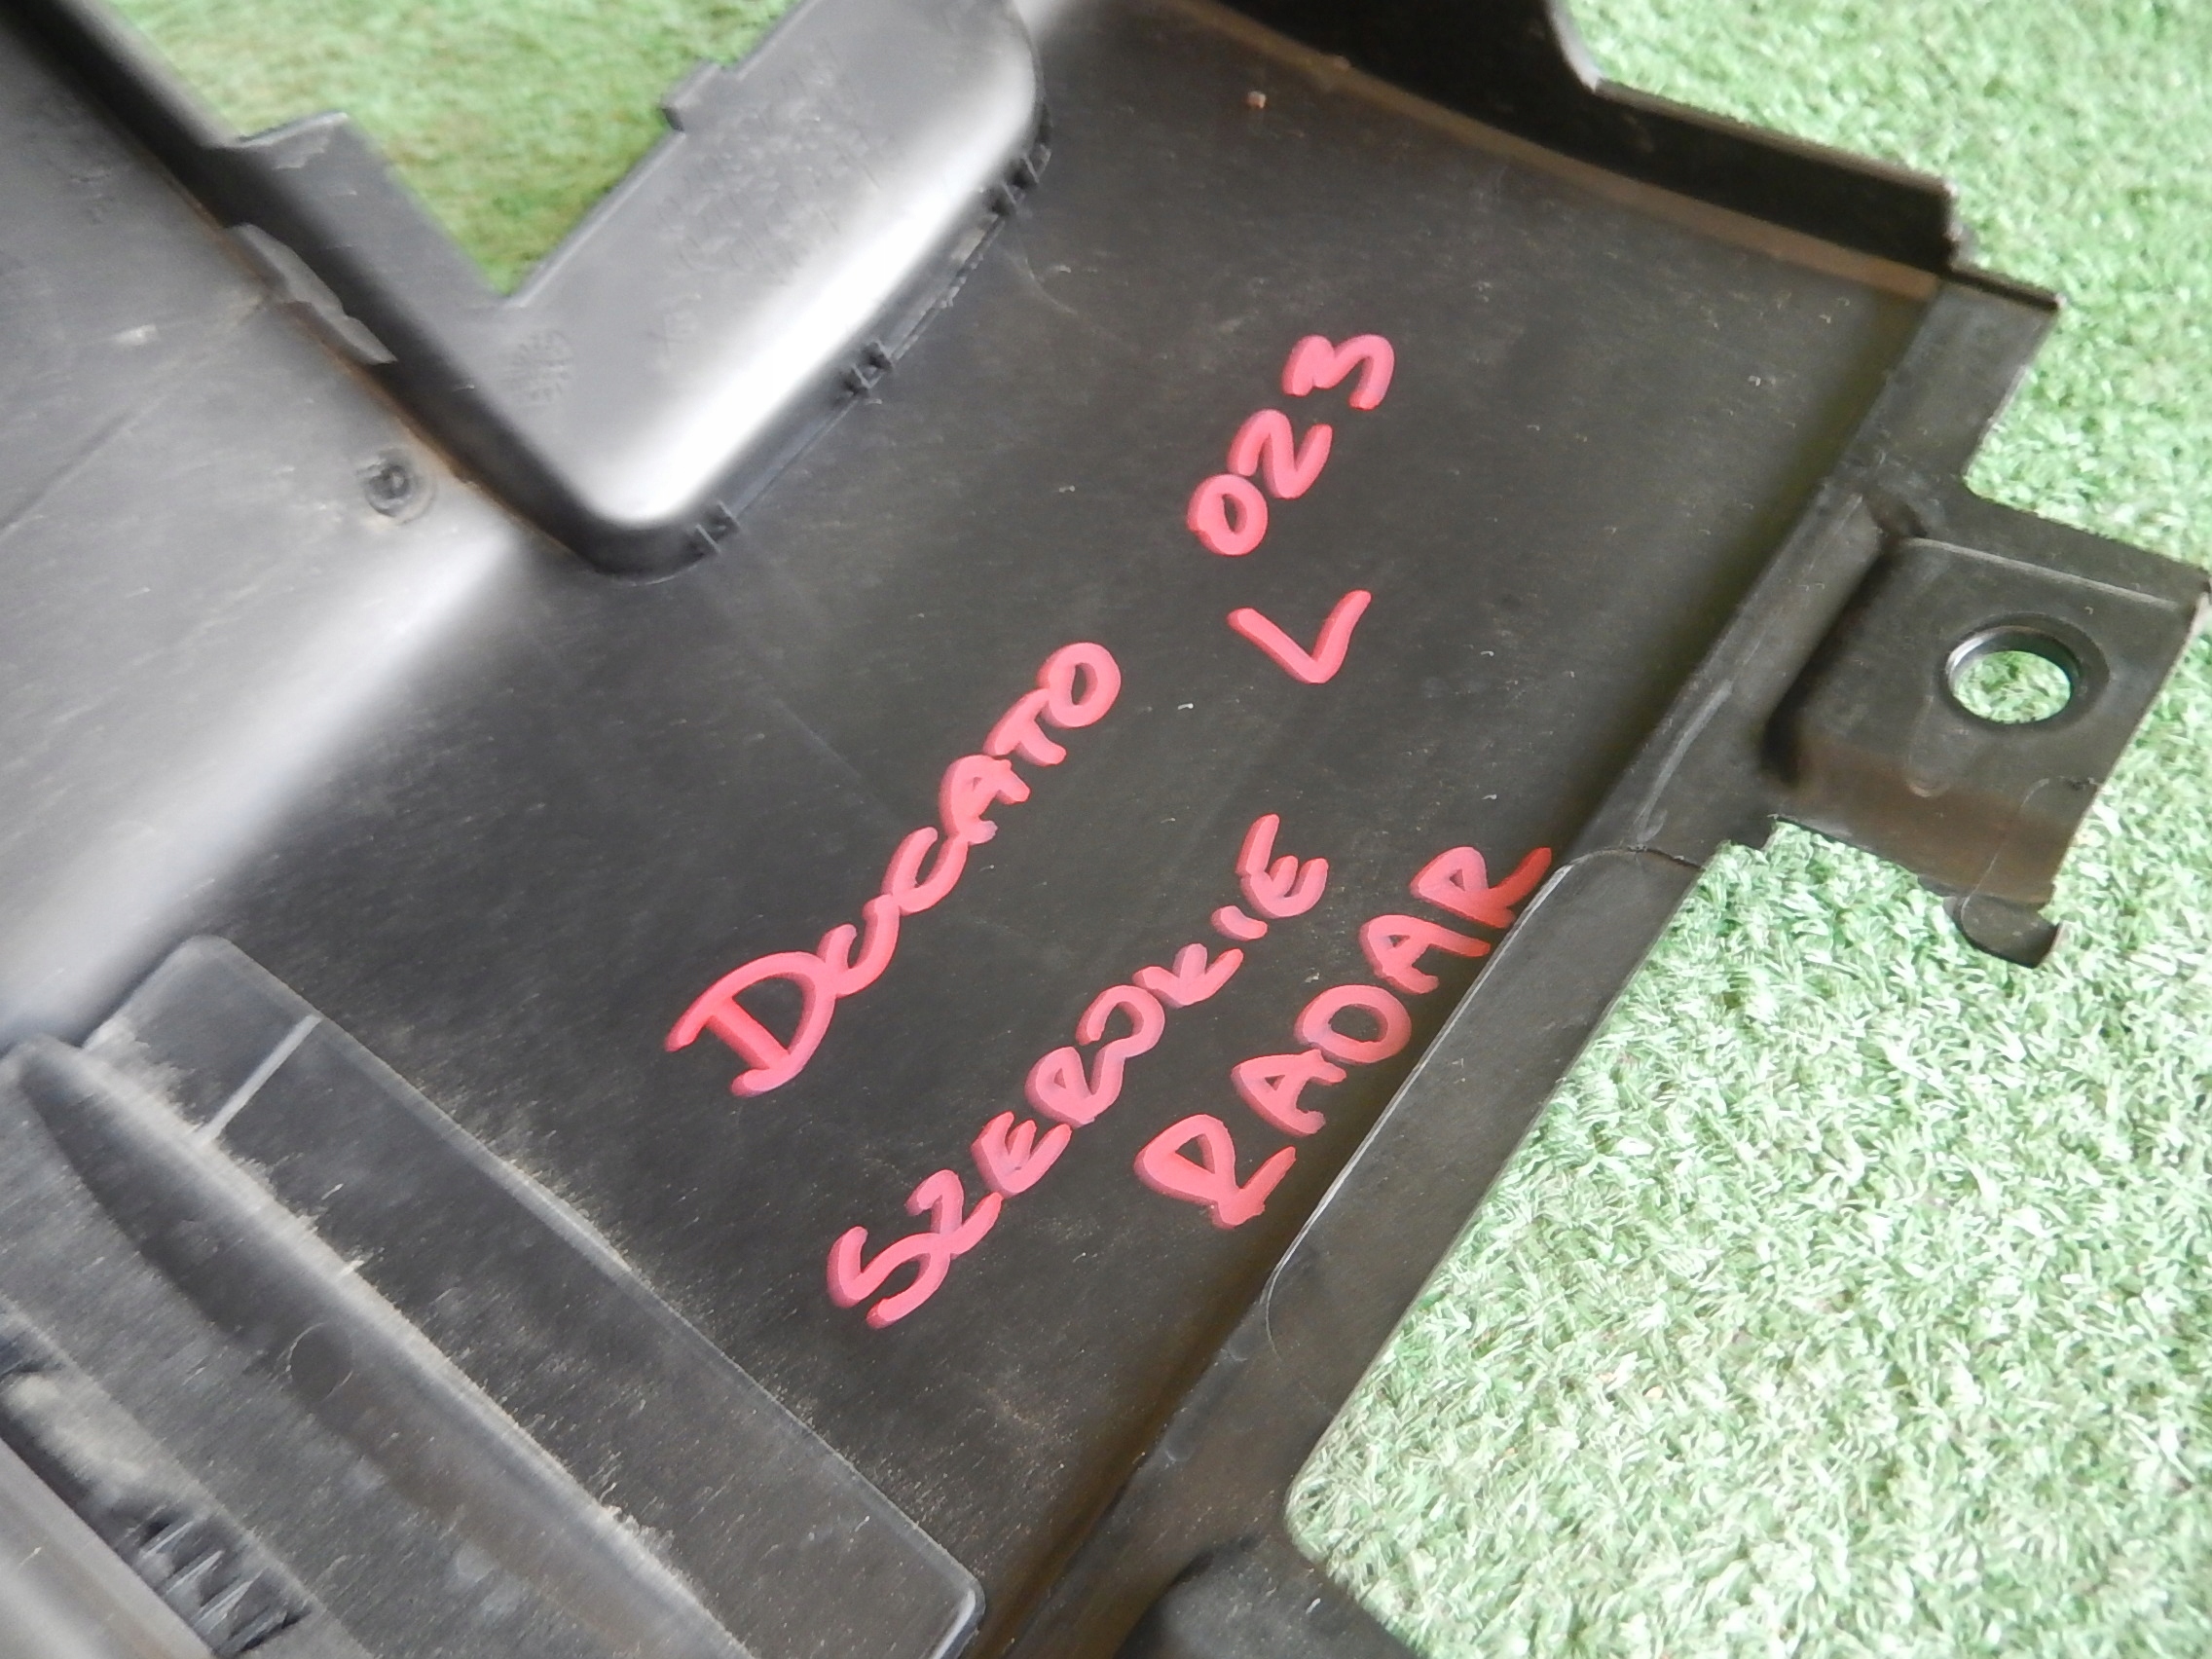 DUCATO 023
L
SZEROKIE
RADAR